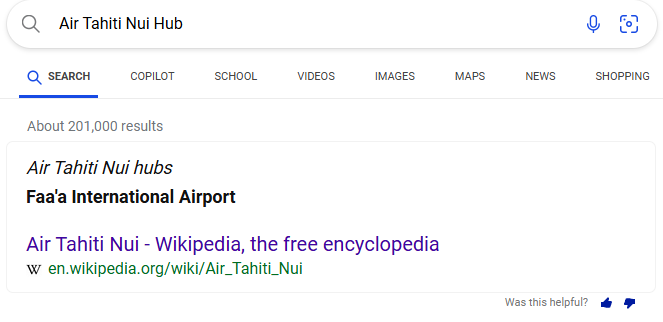 Air Tahiti Nui Hub
SEARCH COPILOT SCHOOL VIDEOS IMAGES MAPS NEWS SHOPPING
About 201,000 results
Air Tahiti Nui hubs
Faa'a International Airport
Air Tahiti Nui - Wikipedia, the free encyclopedia
W en.wikipedia.org/wiki/Air_Tahiti_Nui
Was this helpful?